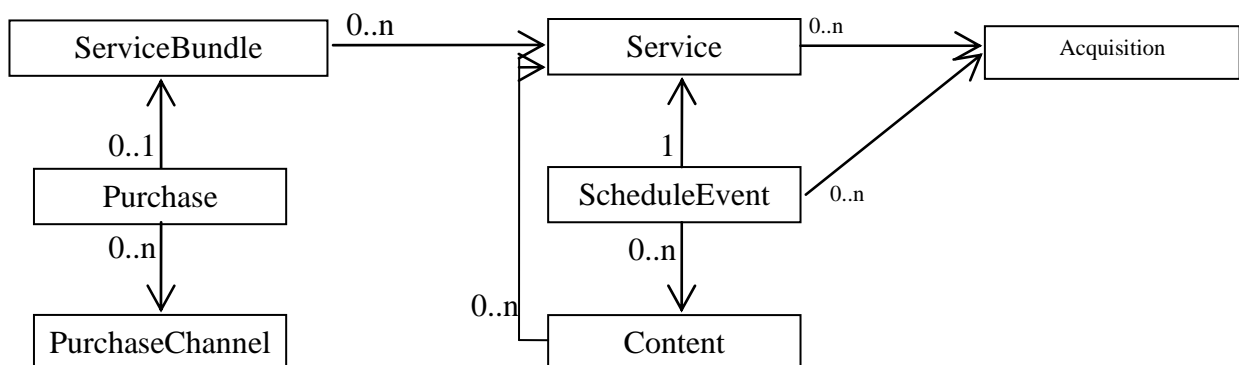 ServiceBundle
0..n
Service
0..n
Acquisition
0..1
1
Purchase
ScheduleEvent
0..n
0..n
0..n
0..n
PurchaseChannel
Content